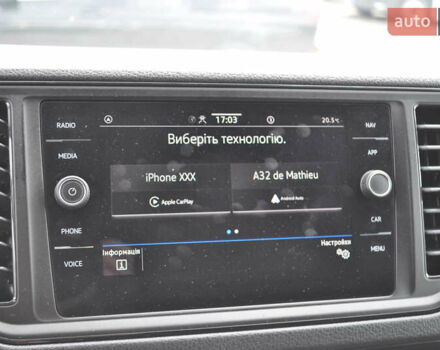 auto
RADIO
MEDIA
PHONE
VOICE
17:03
20.5 °C
Виберіть технологію.
iPhone XXX
A32 de Mathieu
Apple CarPlay
Android Auto
Інформація
Настройки
NAV
APP
CAR
MENU